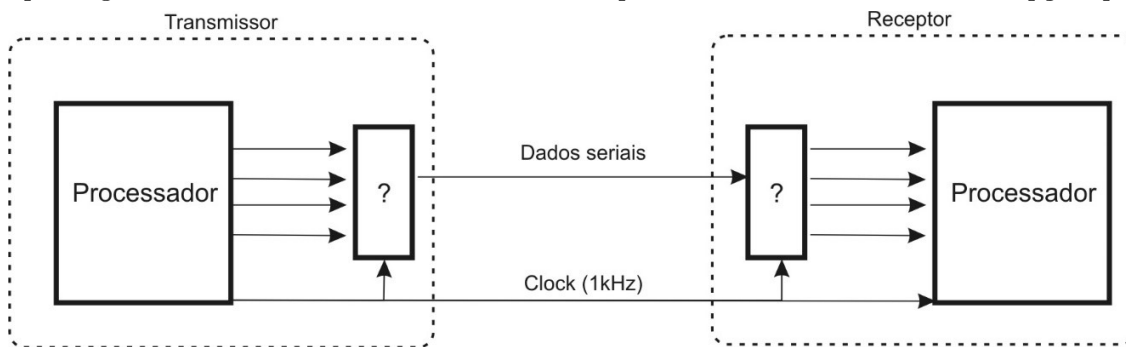 Transmissor
Receptor
Processador
?
Dados seriais
?
Processador
Clock (1kHz)